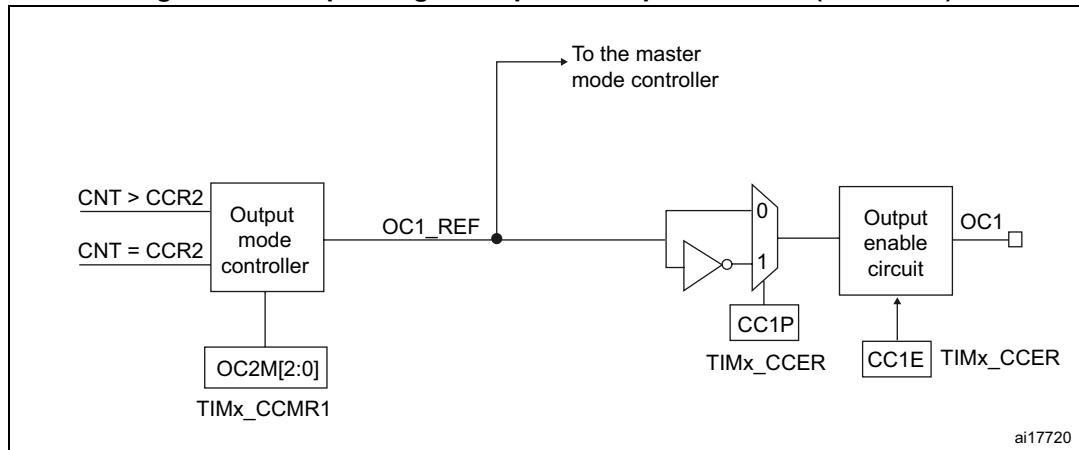 To the master
mode controller
CNT > CCR2
CNT = CCR2
Output
mode
controller
OC1_REF
0
1
Output
enable
circuit
OC1
CC1P
TIMx_CCER
CC1E
TIMx_CCER
OC2M[2:0]
TIMx_CCMR1
ai17720